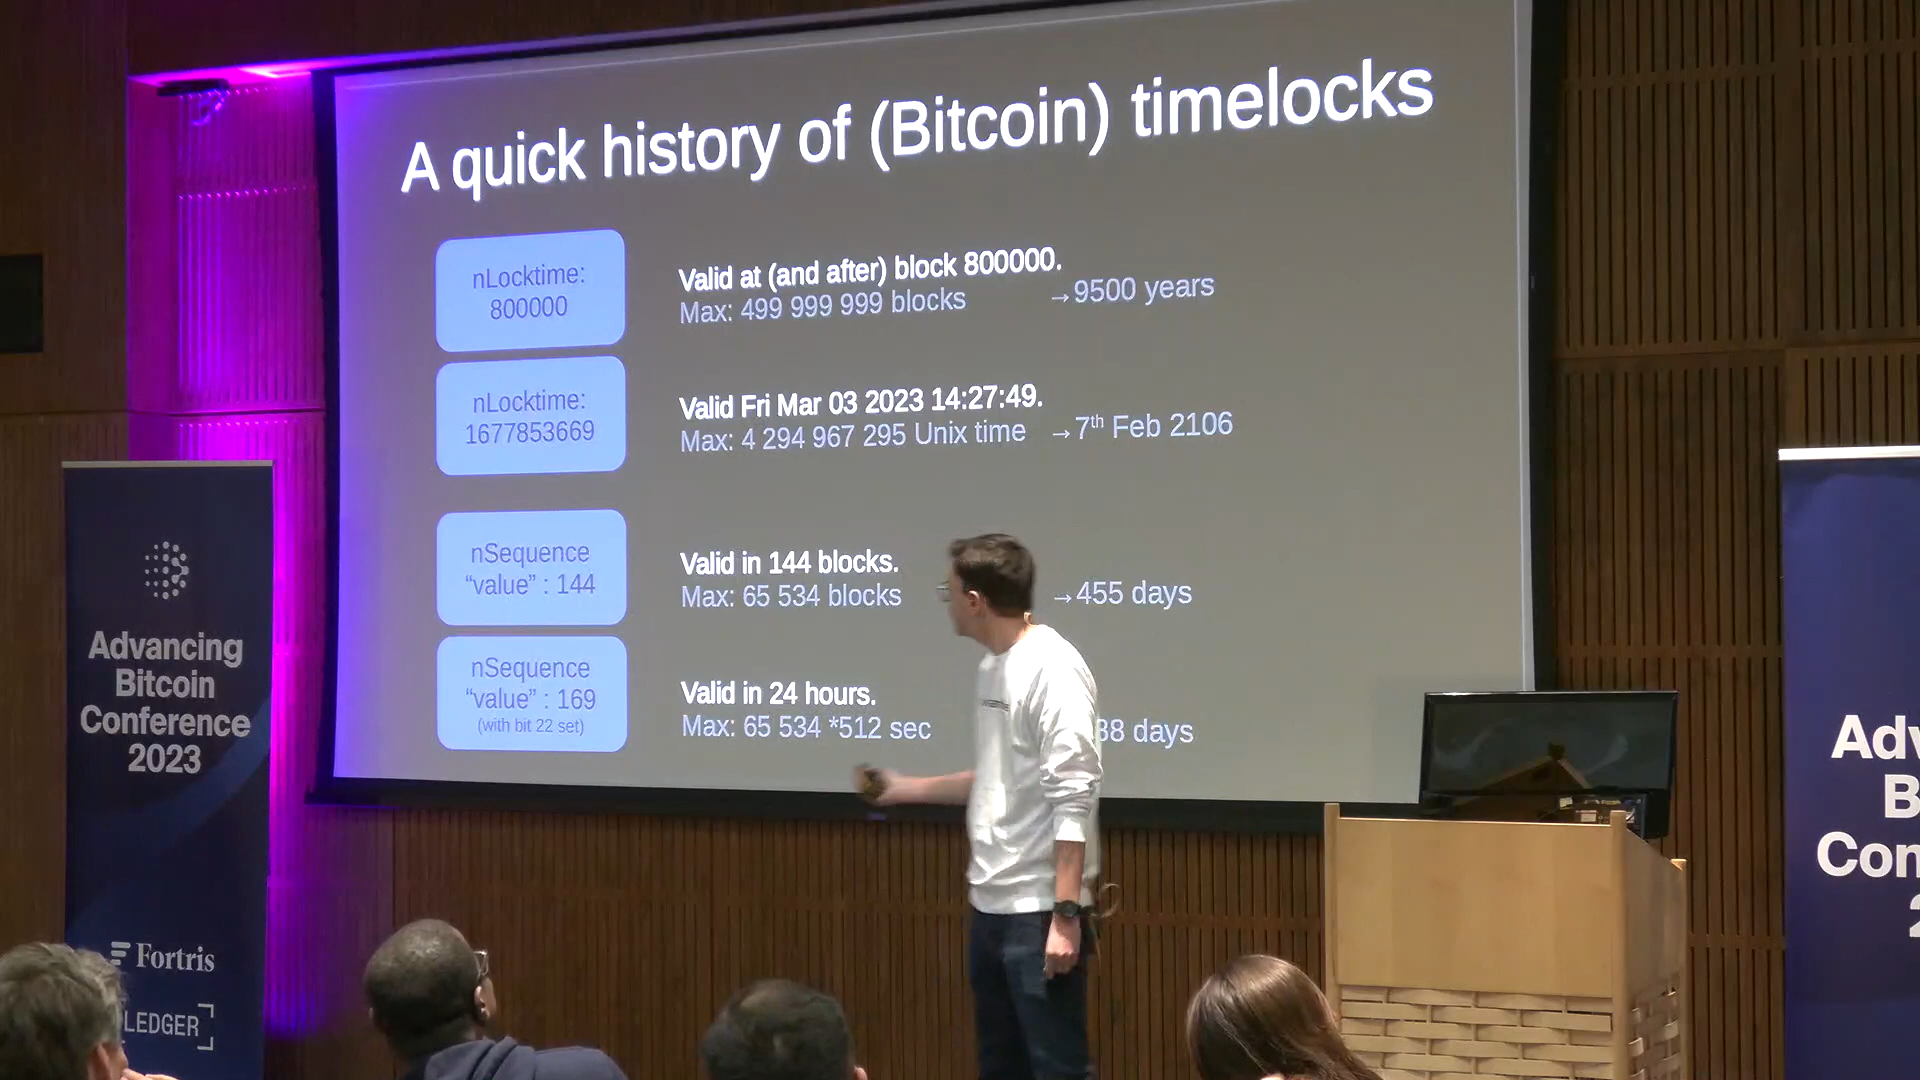 A quick history of (Bitcoin) timelocks
nLocktime:
800000
Valid at (and after) block 800000.
Max: 499 999 999 blocks →9500 years
nLocktime:
1677853669
Valid Fri Mar 03 2023 14:27:49.
Max: 4 294 967 295 Unix time →7th Feb 2106
nSequence
“value” : 144
Valid in 144 blocks.
Max: 65 534 blocks →455 days
nSequence
“value” : 169
(with bit 22 set)
Valid in 24 hours.
Max: 65 534 *512 sec days
Advancing
Bitcoin
Conference
2023
Fortris
LEDGER